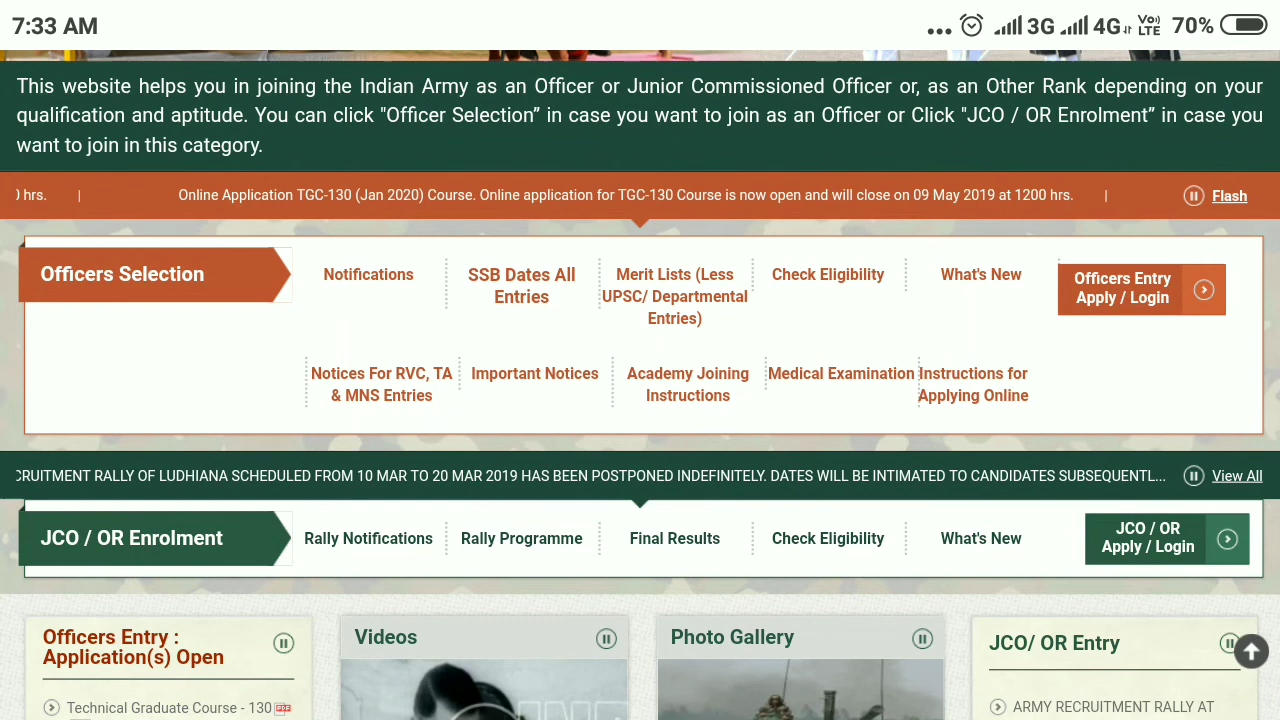 7:33 AM
3G 4G Vo)) LTE 70%
This website helps you in joining the Indian Army as an Officer or Junior Commissioned Officer or, as an Other Rank depending on your
qualification and aptitude. You can click "Officer Selection” in case you want to join as an Officer or Click "JCO / OR Enrolment” in case you
want to join in this category.
hrs. | Online Application TGC-130 (Jan 2020) Course. Online application for TGC-130 Course is now open and will close on 09 May 2019 at 1200 hrs. | Flash
Officers Selection
Notifications
SSB Dates All
Entries
Merit Lists (Less
UPSC/ Departmental
Entries)
Check Eligibility
What's New
Officers Entry
Apply / Login
Notices For RVC, TA
& MNS Entries
Important Notices
Academy Joining
Instructions
Medical Examination
Instructions for
Applying Online
CRUITMENT RALLY OF LUDHIANA SCHEDULED FROM 10 MAR TO 20 MAR 2019 HAS BEEN POSTPONED INDEFINITELY. DATES WILL BE INTIMATED TO CANDIDATES SUBSEQUENTL... View All
JCO / OR Enrolment
Rally Notifications
Rally Programme
Final Results
Check Eligibility
What's New
JCO / OR
Apply / Login
Officers Entry :
Application(s) Open
Technical Graduate Course - 130
Videos
Photo Gallery
JCO/ OR Entry
ARMY RECRUITMENT RALLY AT